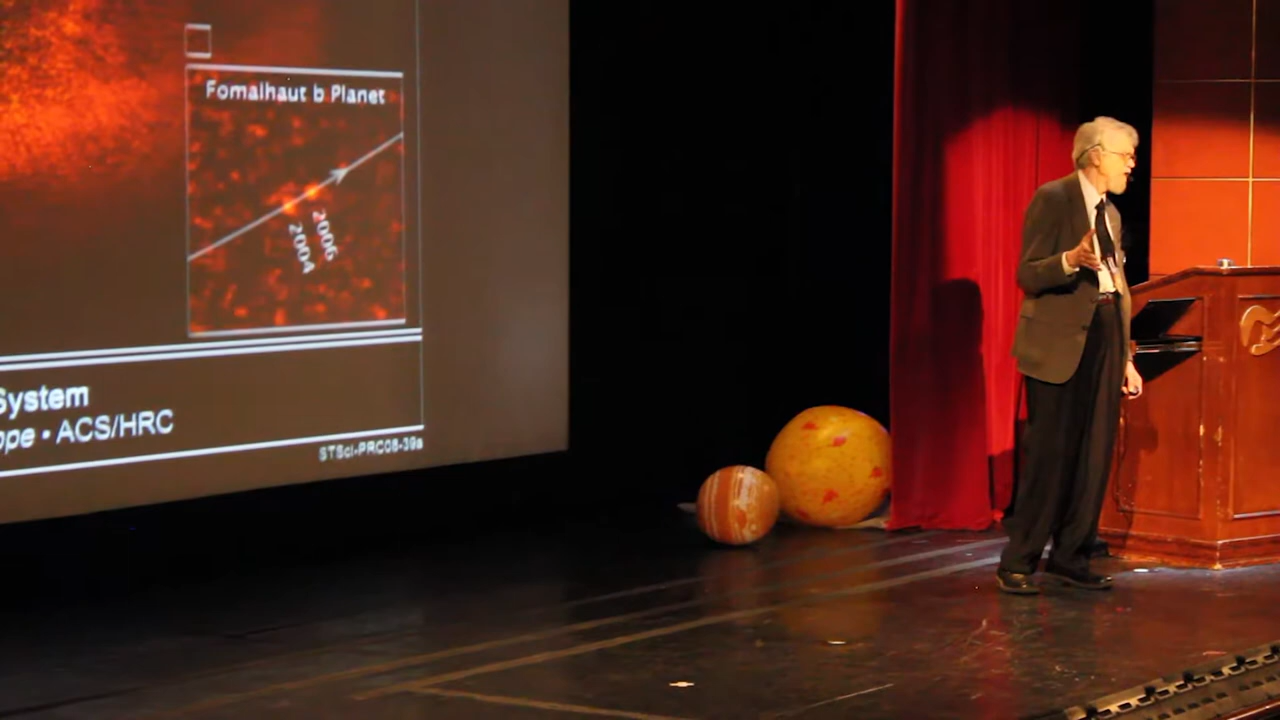 Fomalhaut b Planet
2006
2004
System
ope • ACS/HRC
STScI-PRC08-39a